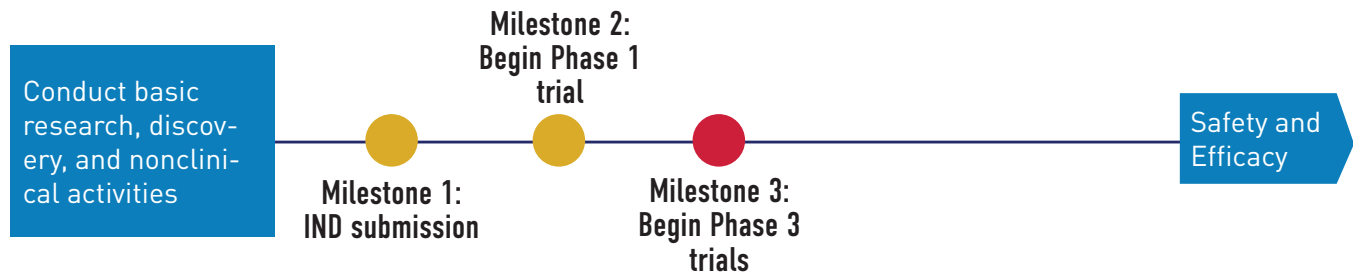 Conduct basic
research, discov-
ery, and nonclini-
cal activities
Milestone 1:
IND submission
Milestone 2:
Begin Phase 1
trial
Milestone 3:
Begin Phase 3
trials
Safety and
Efficacy